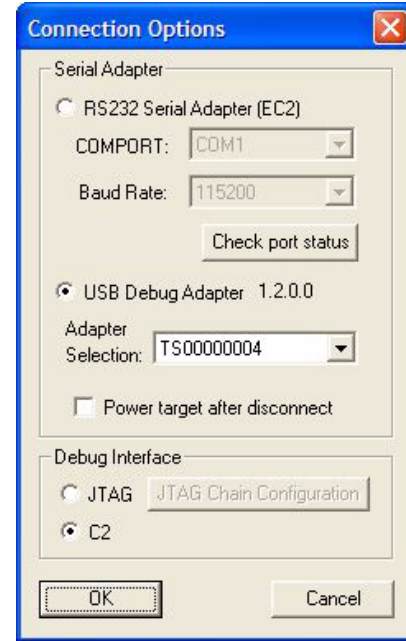 Connection Options
Serial Adapter
RS232 Serial Adapter (EC2)
COMPORT: COM1
Baud Rate: 115200
Check port status
USB Debug Adapter 1.2.0.0
Adapter
Selection: TS00000004
Power target after disconnect
Debug Interface
JTAG JTAG Chain Configuration
C2
OK Cancel